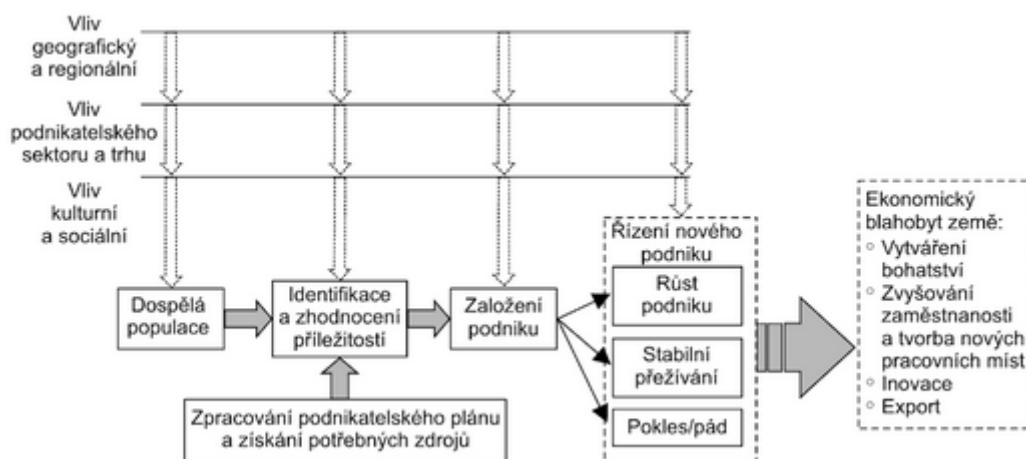 Vliv
geografický
a regionální
Vliv
podnikatelského
sektoru a trhu
Vliv
kulturní
a sociální
Dospělá
populace
Identifikace
a zhodnocení
příležitostí
Založení
podniku
Zpracování podnikatelského plánu
a získání potřebných zdrojů
Řízení nového
podniku
Růst
podniku
Stabilní
přežívání
Pokles/pád
Ekonomický
blahobyt země:
○ Vytváření
bohatství
○ Zvyšování
zaměstnanosti
a tvorba nových
pracovních míst
○ Inovace
○ Export